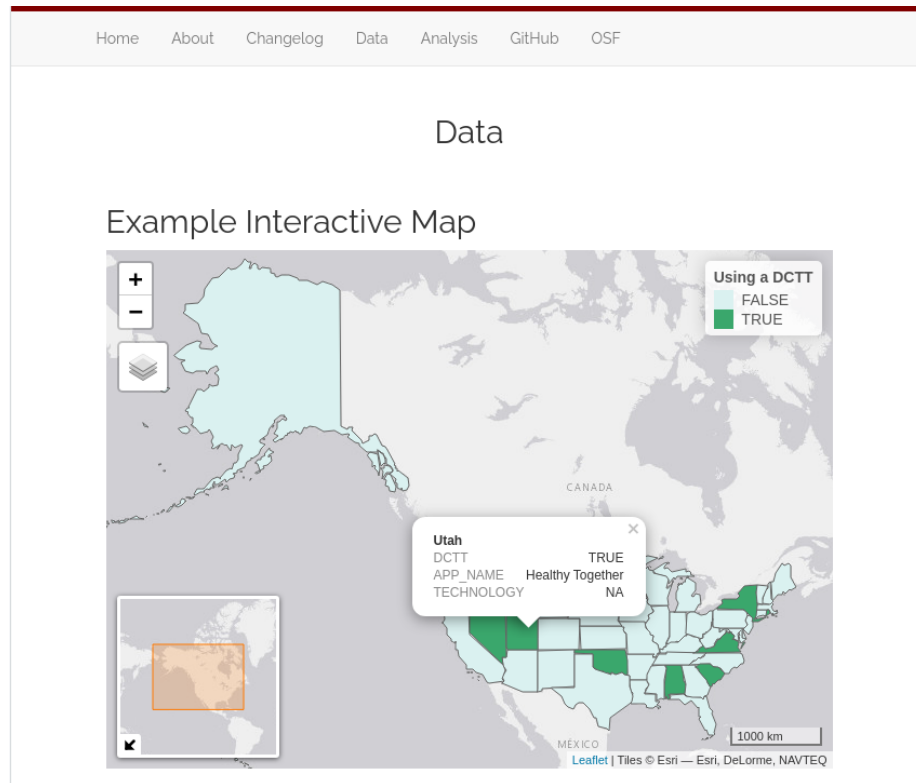 Home About Changelog Data Analysis GitHub OSF
Data
Example Interactive Map
+
−
Using a DCTT
FALSE
TRUE
CANADA
×
Utah
DCTT TRUE
APP_NAME Healthy Together
TECHNOLOGY NA
1000 km
MÉXICO
Leaflet | Tiles © Esri — Esri, DeLorme, NAVTEQ